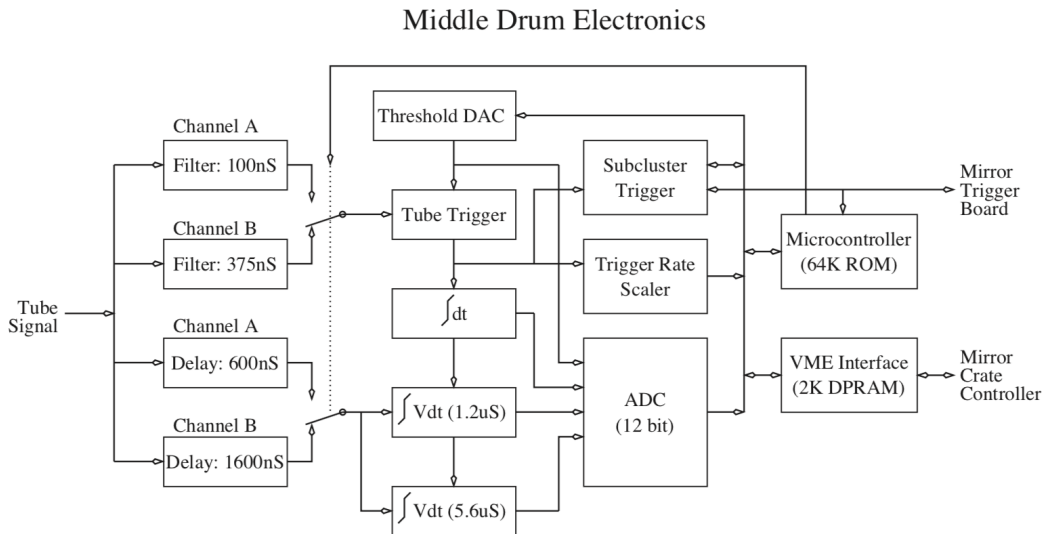 Middle Drum Electronics
Channel A
Filter: 100nS
Channel B
Filter: 375nS
Tube
Signal
Channel A
Delay: 600nS
Channel B
Delay: 1600nS
Threshold DAC
Tube Trigger
∫dt
∫Vdt (1.2uS)
∫Vdt (5.6uS)
Subcluster
Trigger
Trigger Rate
Scaler
ADC
(12 bit)
Microcontroller
(64K ROM)
VME Interface
(2K DPRAM)
Mirror
Trigger
Board
Mirror
Crate
Controller